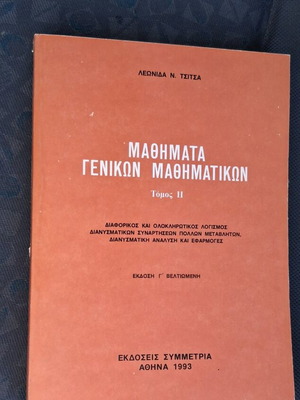 ΛΕΩΝΙΔΑ Ν. ΤΣΙΤΣΑ
ΜΑΘΗΜΑΤΑ
ΓΕΝΙΚΩΝ ΜΑΘΗΜΑΤΙΚΩΝ
Τόμος ΙΙ
ΔΙΑΦΟΡΙΚΟΣ ΚΑΙ ΟΛΟΚΛΗΡΩΤΙΚΟΣ ΛΟΓΙΣΜΟΣ
ΔΙΑΝΥΣΜΑΤΙΚΩΝ ΣΥΝΑΡΤΗΣΕΩΝ ΠΟΛΛΩΝ ΜΕΤΑΒΛΗΤΩΝ,
ΔΙΑΝΥΣΜΑΤΙΚΗ ΑΝΑΛΥΣΗ ΚΑΙ ΕΦΑΡΜΟΓΕΣ
ΕΚΔΟΣΗ Γ΄ ΒΕΛΤΙΩΜΕΝΗ
ΕΚΔΟΣΕΙΣ ΣΥΜΜΕΤΡΙΑ
ΑΘΗΝΑ 1993